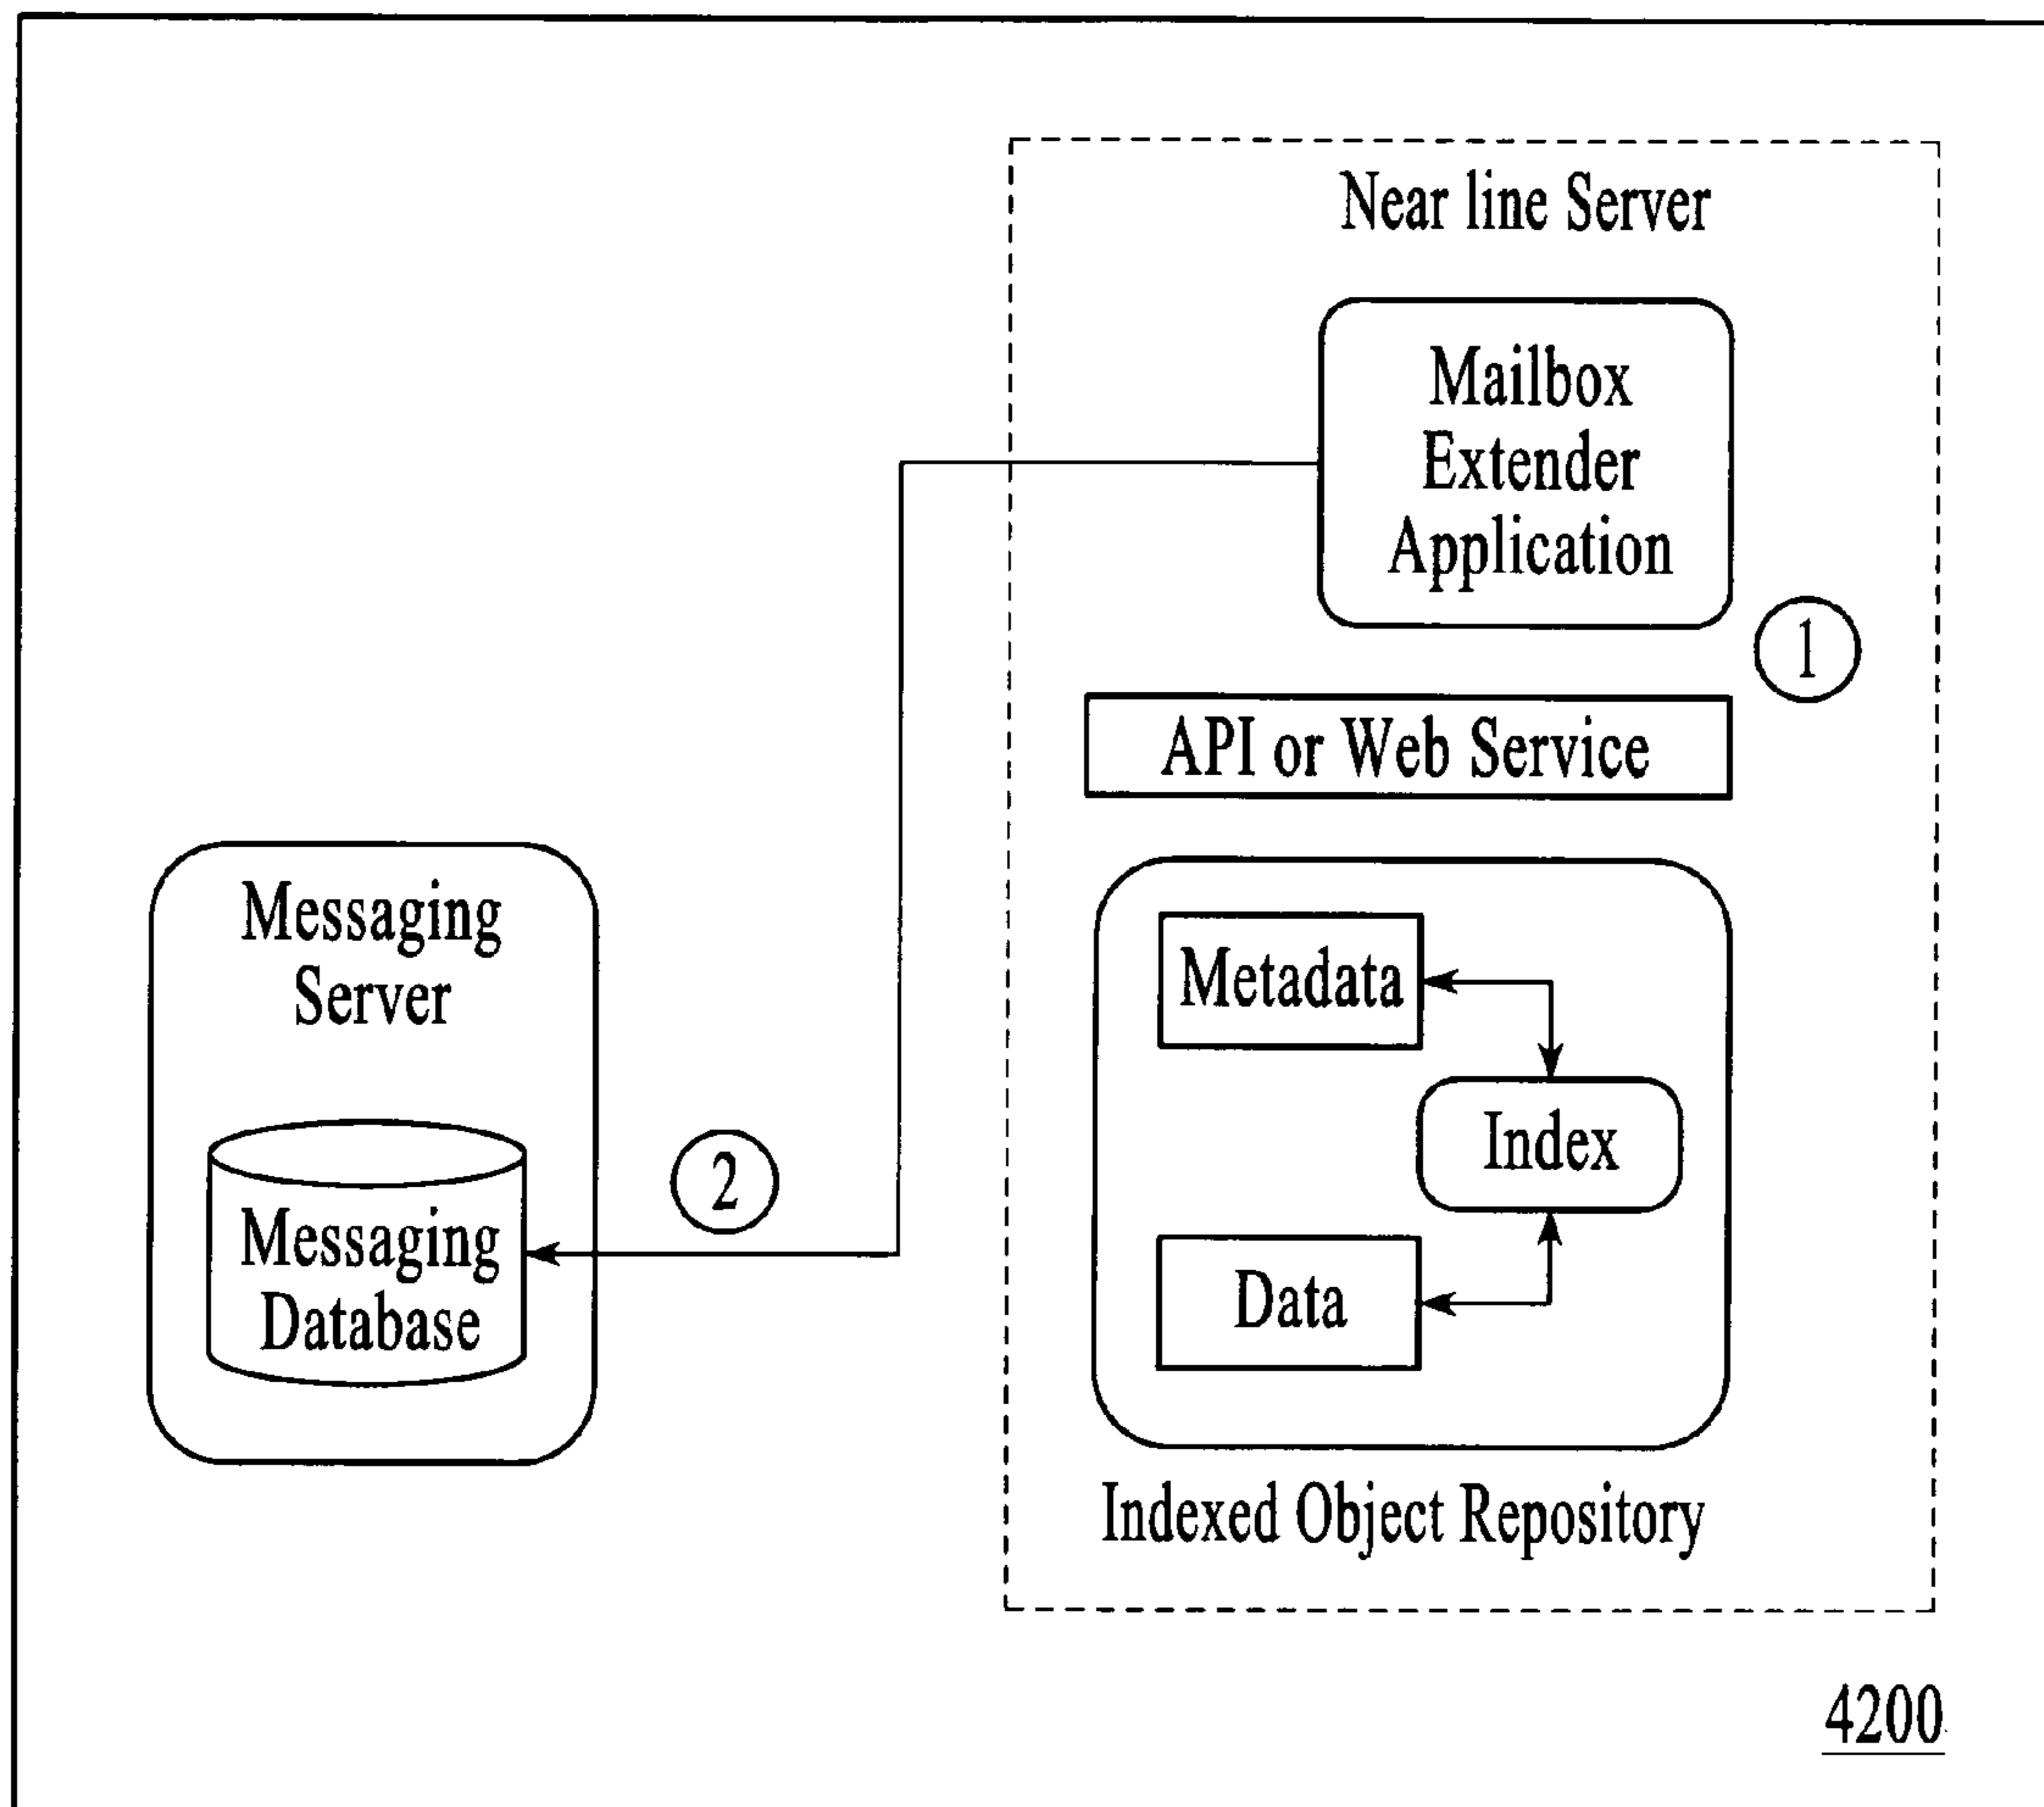 Near line Server
Mailbox
Extender
Application
1
API or Web Service
Messaging
Server
Metadata
Index
2
Messaging
Database
Data
Indexed Object Repository
4200